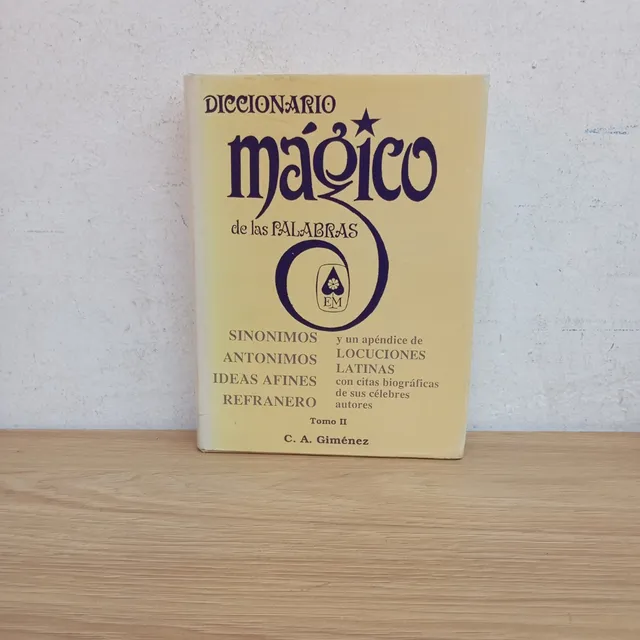 DICCIONARIO
mágico
de las PALABRAS
EM
SINONIMOS
ANTONIMOS
IDEAS AFINES
REFRANERO
y un apéndice de
LOCUCIONES
LATINAS
con citas biográficas
de sus célebres
autores
Tomo II
C. A. Giménez